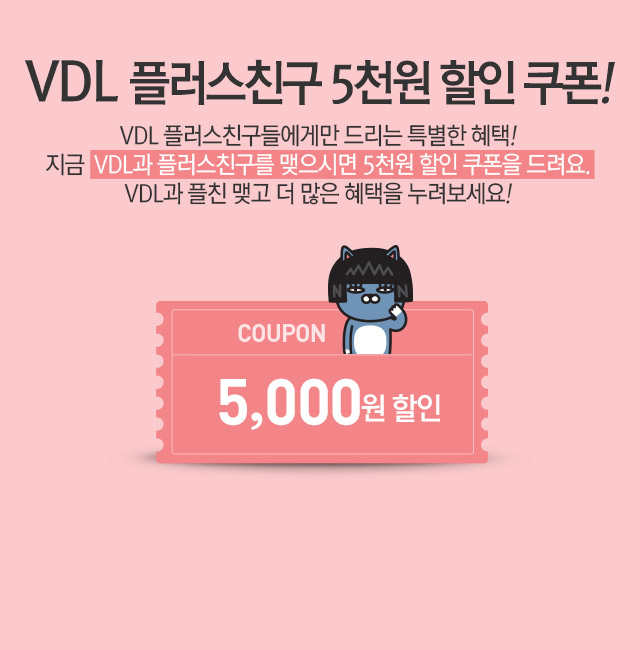 VDL 플러스친구 5천원 할인 쿠폰!
VDL 플러스친구들에게만 드리는 특별한 혜택!
지금 VDL과 플러스친구를 맺으시면 5천원 할인 쿠폰을 드려요.
VDL과 플친 맺고 더 많은 혜택을 누려보세요!
COUPON
5,000원 할인